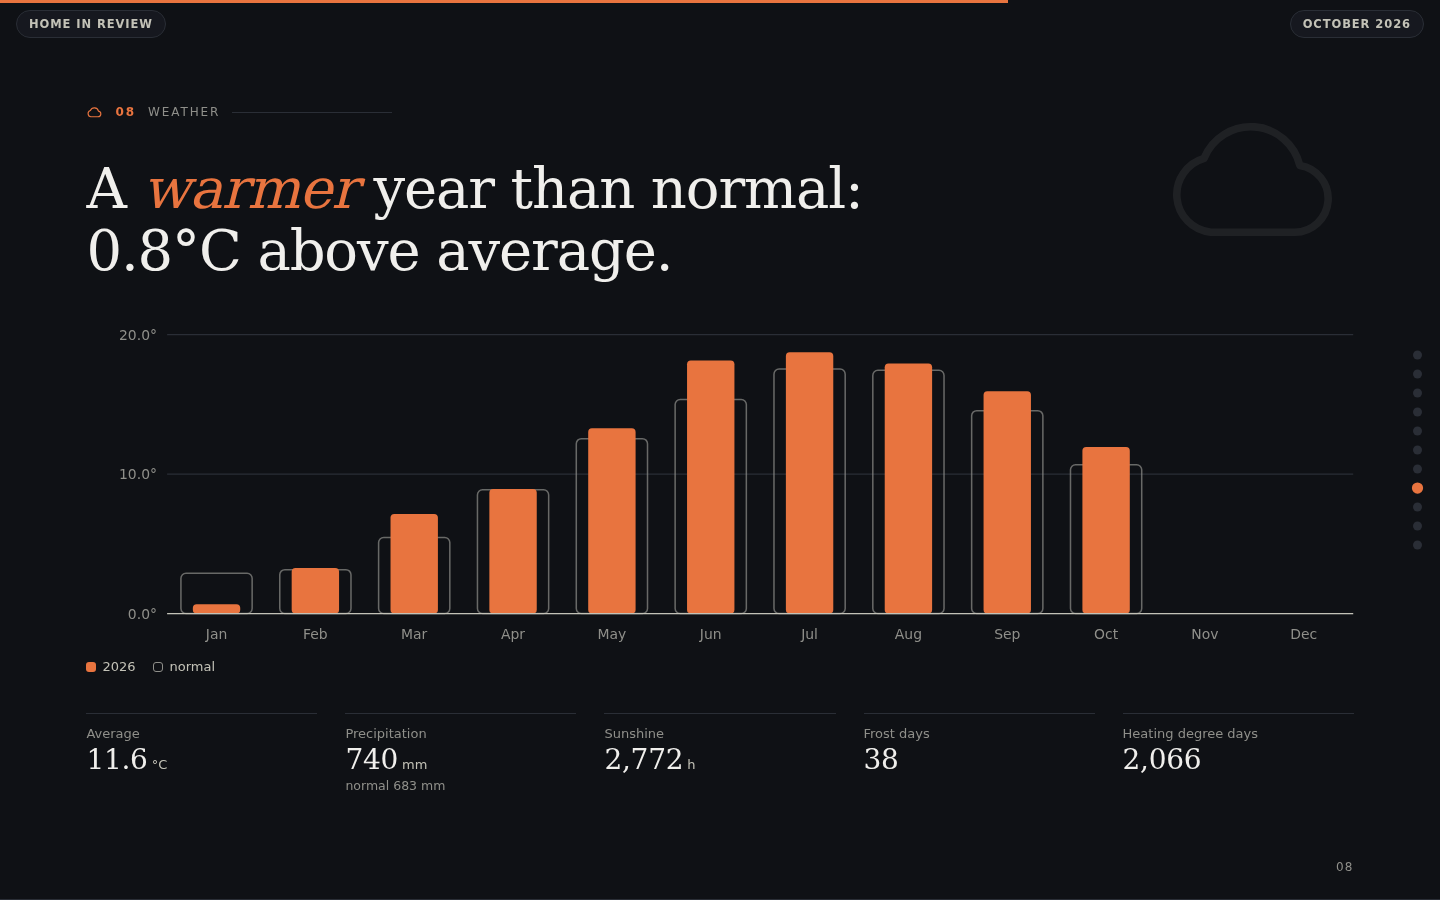 HOME IN REVIEW
OCTOBER 2026
08 WEATHER
A warmer year than normal:
0.8°C above average.
20.0°
10.0°
0.0°
Jan Feb Mar Apr May Jun Jul Aug Sep Oct Nov Dec
2026 normal
Average
11.6 °C
Precipitation
740 mm
normal 683 mm
Sunshine
2,772 h
Frost days
38
Heating degree days
2,066
08